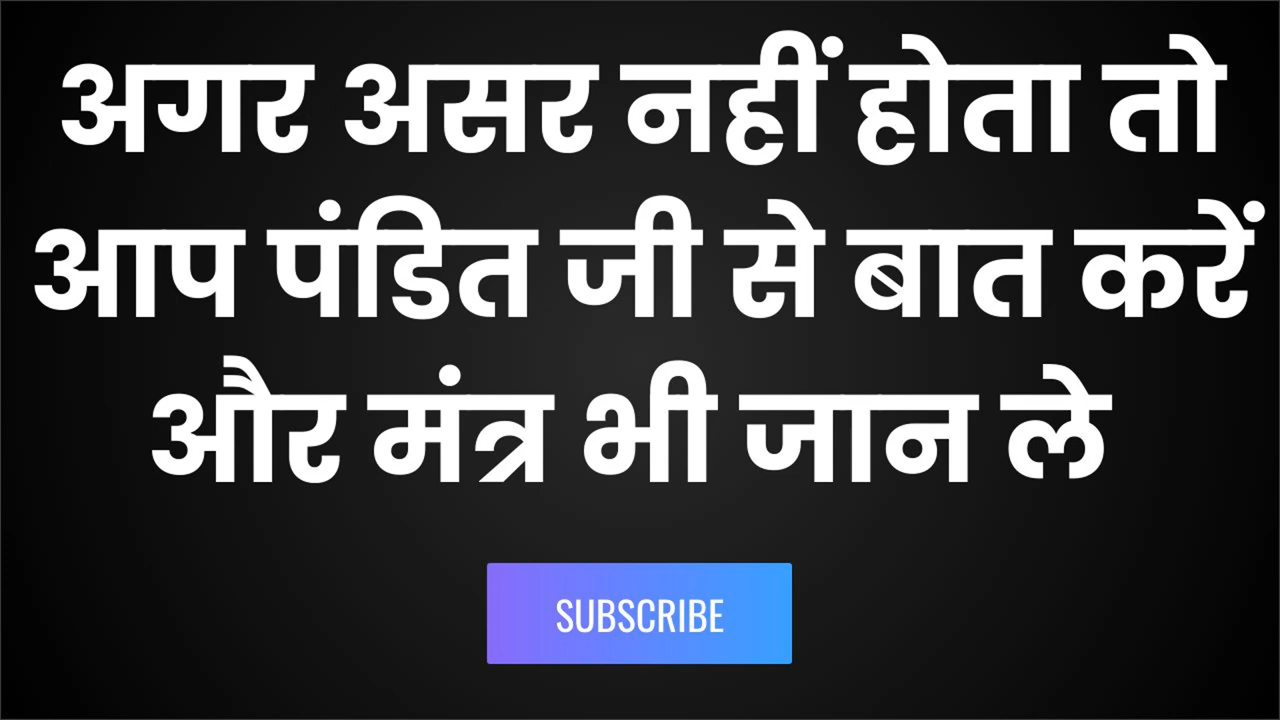 अगर असर नहीं होता तो
आप पंडित जी से बात करें
और मंत्र भी जान ले
SUBSCRIBE